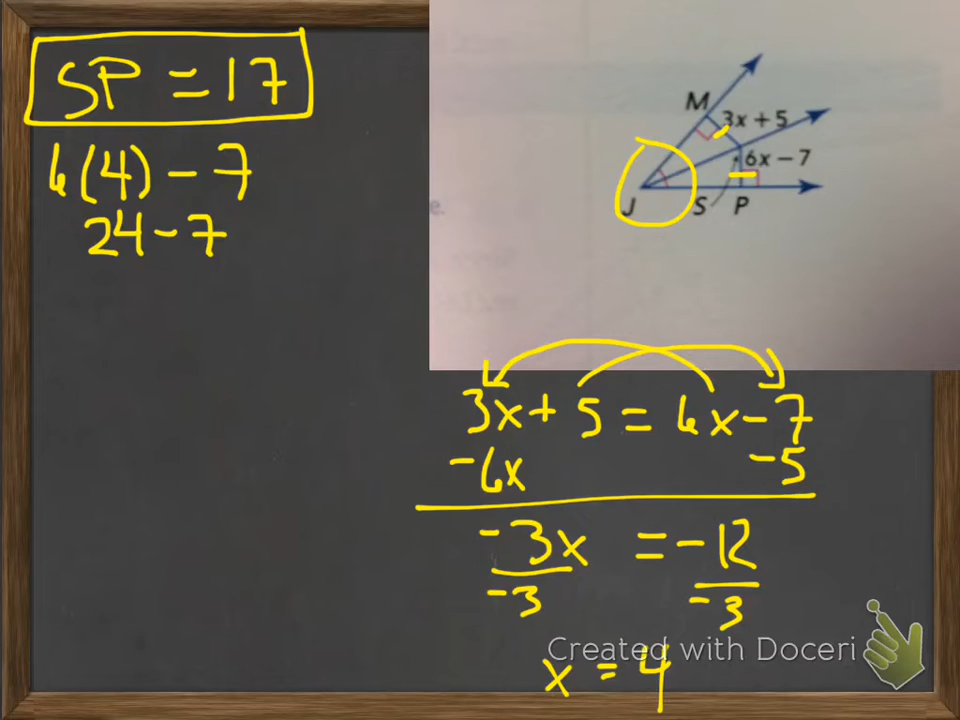 SP = 17
6(4) - 7
24 - 7
M
3x + 5
6x - 7
J
S
P
e.
3x + 5 = 6x - 7
-6x -5
-3x = -12
-3 -3
x = 4
Created with Doceri